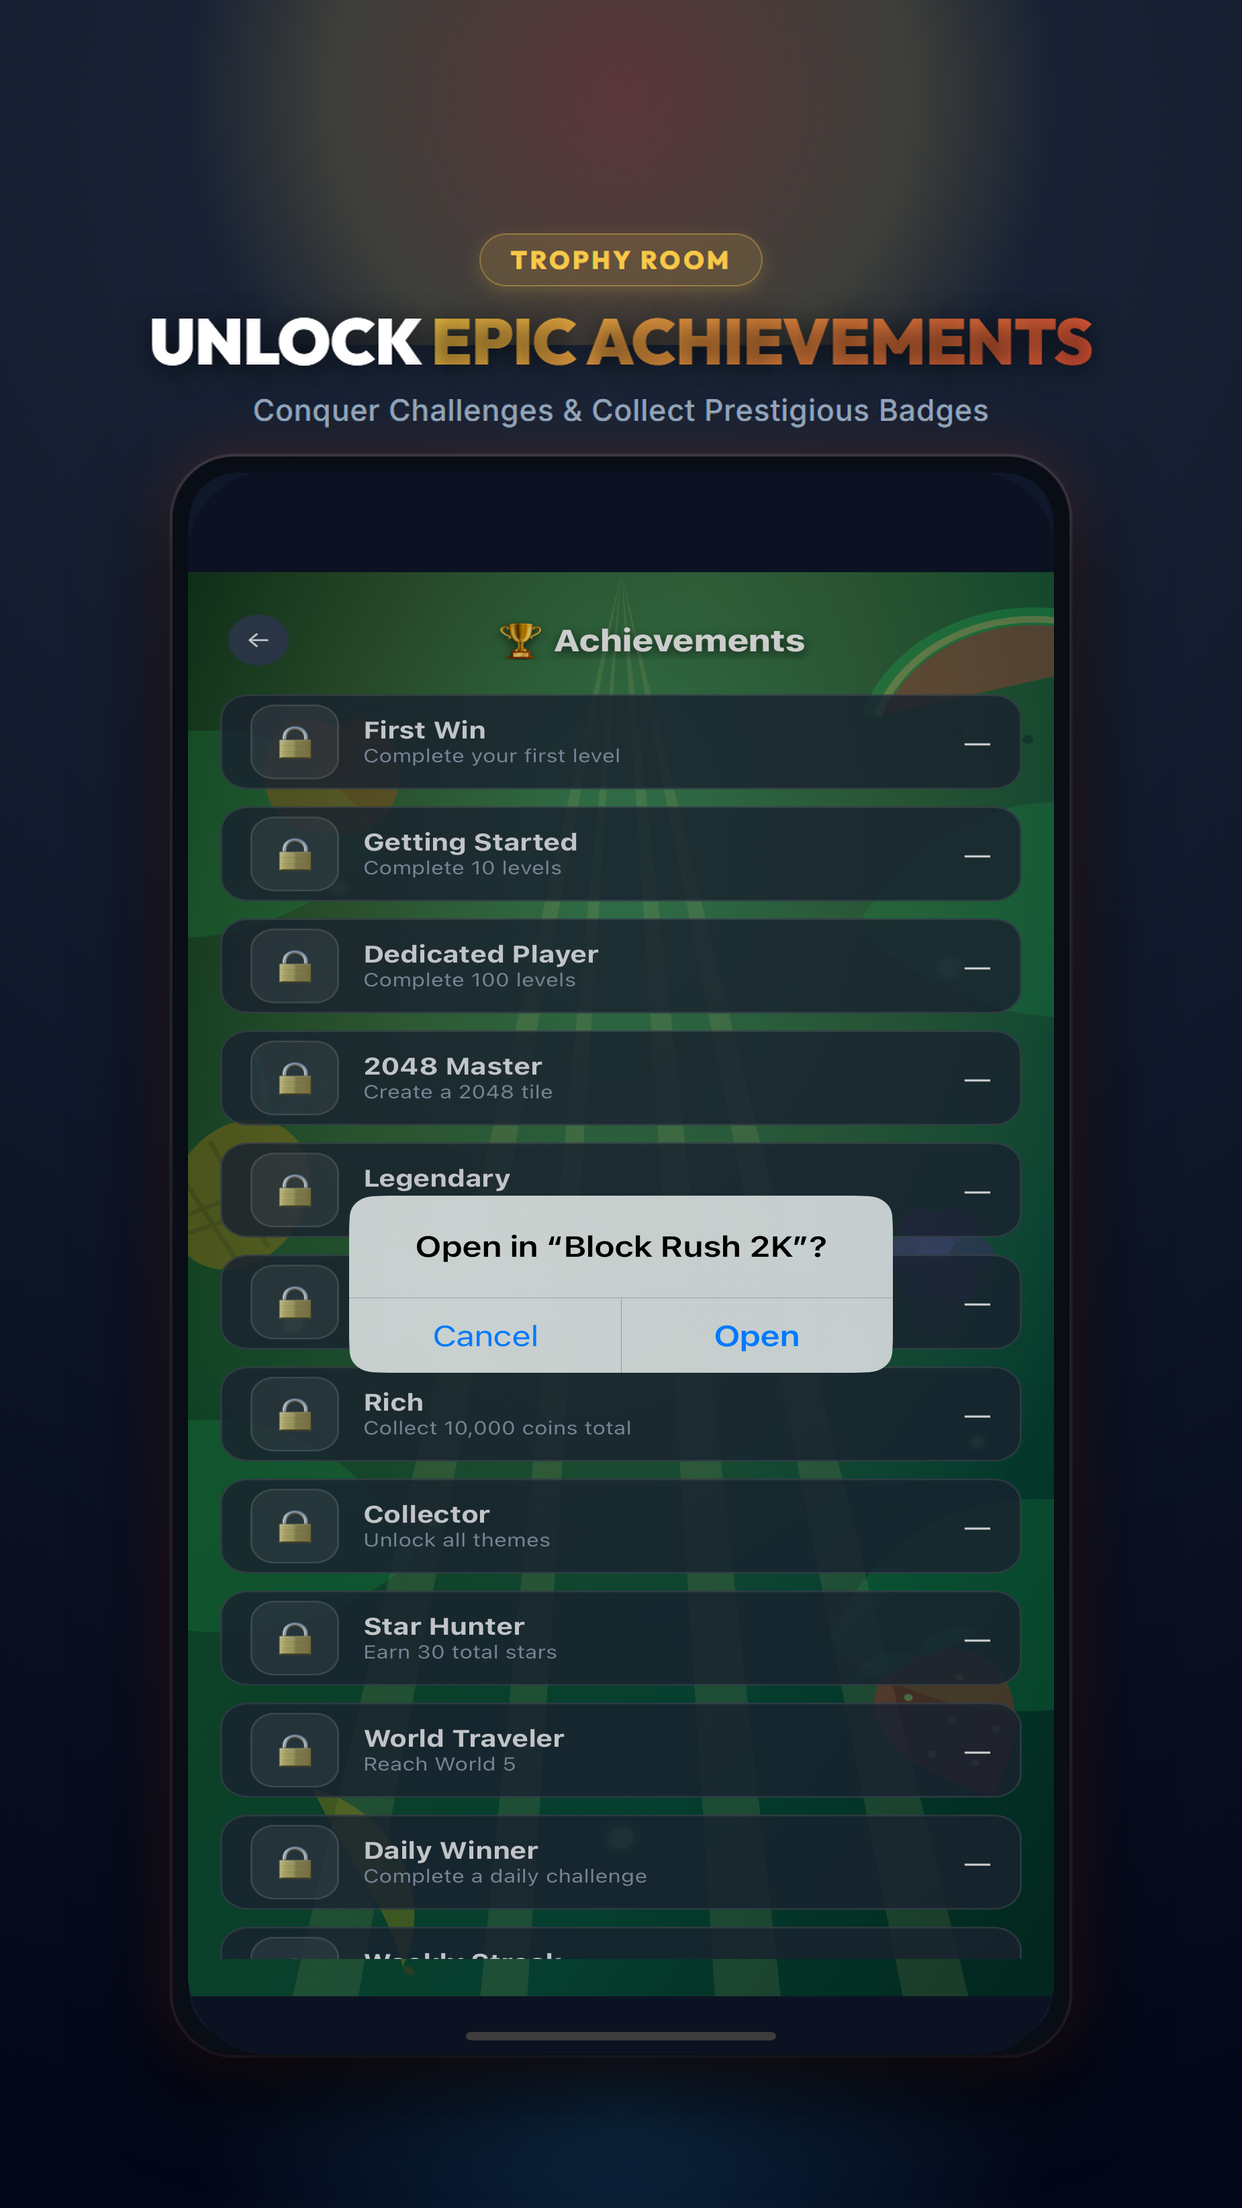 TROPHY ROOM
UNLOCK EPIC ACHIEVEMENTS
Conquer Challenges & Collect Prestigious Badges
🏆 Achievements
First Win
Complete your first level
—
Getting Started
Complete 10 levels
—
Dedicated Player
Complete 100 levels
—
2048 Master
Create a 2048 tile
—
Legendary
—
Open in “Block Rush 2K”?
Cancel
Open
—
Rich
Collect 10,000 coins total
—
Collector
Unlock all themes
—
Star Hunter
Earn 30 total stars
—
World Traveler
Reach World 5
—
Daily Winner
Complete a daily challenge
—
Weekly Streak